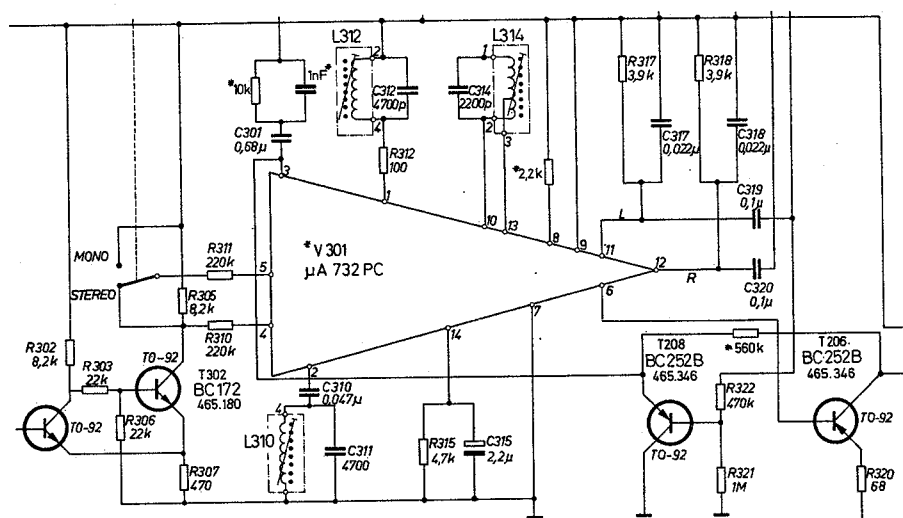 L312
L314
2
1
R317
3,9k
R318
3,9k
*10k
1nF*
C312
4700p
C314
2200p
4
2
3
C301
0,68µ
R312
100
C317
0,022µ
C318
0,022µ
*2,2k
3
1
C319
0,1µ
10
13
L
8
9
11
MONO
R311
220k
*V301
µA 732 PC
5
12
R
STEREO
R305
8,2k
6
C320
0,1µ
R310
220k
4
7
14
R302
8,2k
R303
22k
TO-92
T302
BC172
465.180
2
C310
0,047µ
T208
BC252B
465.346
*560k
T206
BC252B
465.346
TO-92
R306
22k
4
L310
C311
4700
R315
4,7k
C315
2,2µ
R322
470k
TO-92
TO-92
R307
470
R321
1M
R320
68